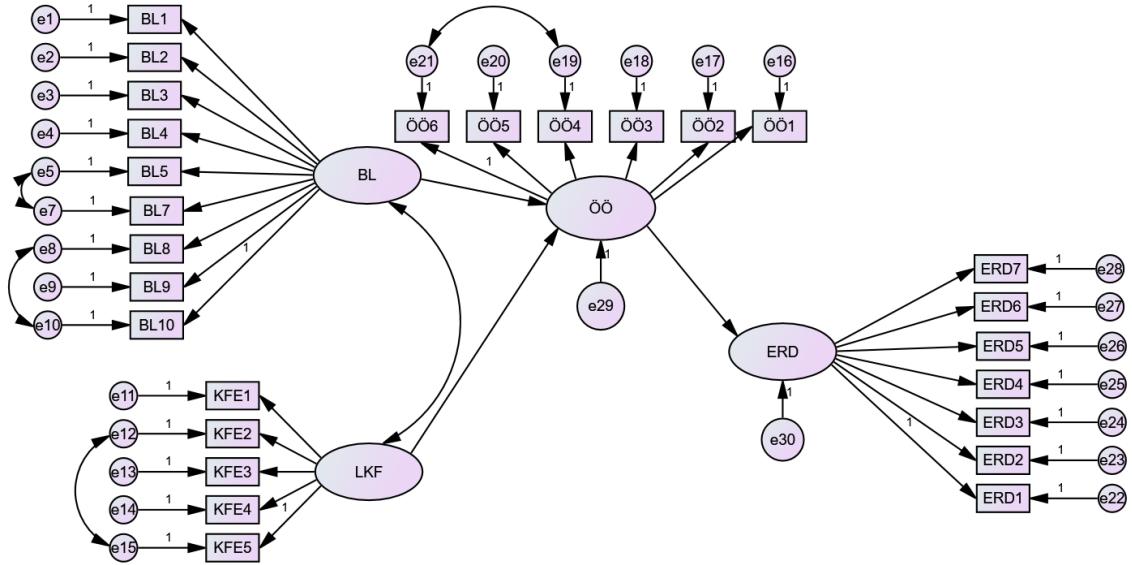 e1 1 BL1
e2 1 BL2
e3 1 BL3
e4 1 BL4
e5 1 BL5
e7 1 BL7
e8 1 BL8
e9 1 BL9
e10 1 BL10
1
BL
e21 e20 e19 e18 e17 e16
1 1 1 1 1 1
ÖÖ6 ÖÖ5 ÖÖ4 ÖÖ3 ÖÖ2 ÖÖ1
1
ÖÖ
1
e29
e11 1 KFE1
e12 1 KFE2
e13 1 KFE3
e14 1 KFE4
e15 1 KFE5
1
LKF
ERD
1
e30
ERD7 1 e28
ERD6 1 e27
ERD5 1 e26
ERD4 1 e25
ERD3 1 e24
ERD2 1 e23
ERD1 1 e22
1